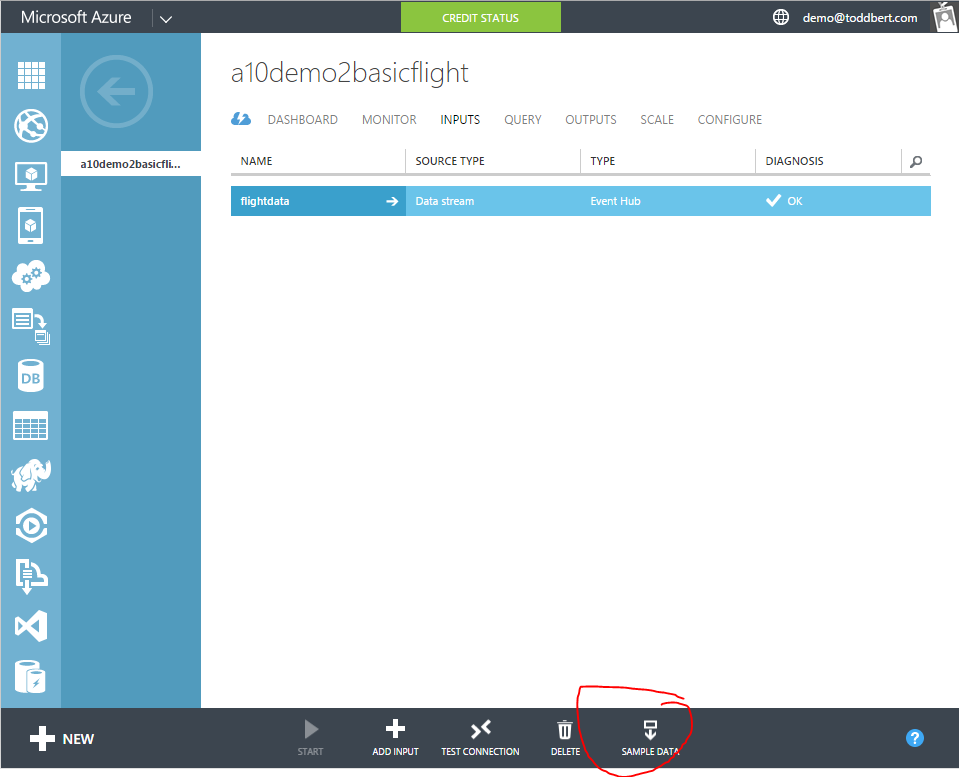 Microsoft Azure
CREDIT STATUS
demo@toddbert.com
a10demo2basicflight
a10demo2basicfli...
DASHBOARD MONITOR INPUTS QUERY OUTPUTS SCALE CONFIGURE
NAME SOURCE TYPE TYPE DIAGNOSIS
flightdata Data stream Event Hub OK
DB
NEW
START ADD INPUT TEST CONNECTION DELETE SAMPLE DATA
?